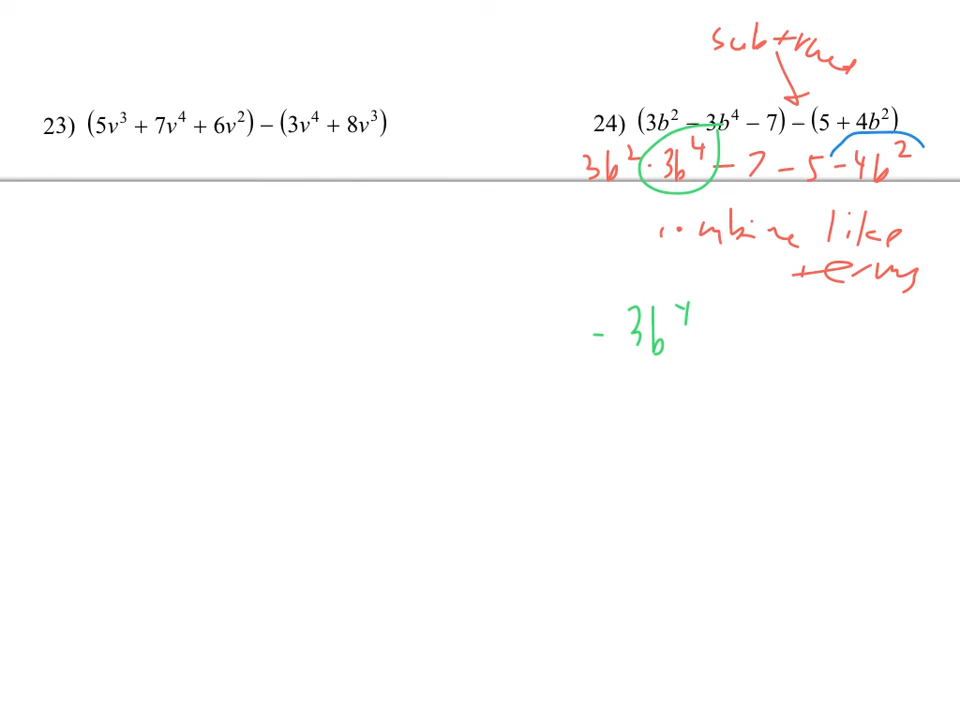 subtract
23) (5v³ + 7v⁴ + 6v²) − (3v⁴ + 8v³)
24) (3b² − 3b⁴ − 7) − (5 + 4b²)
3b² · 3b⁴ − 7 − 5 − 4b²
combine like
terms
− 3b⁴